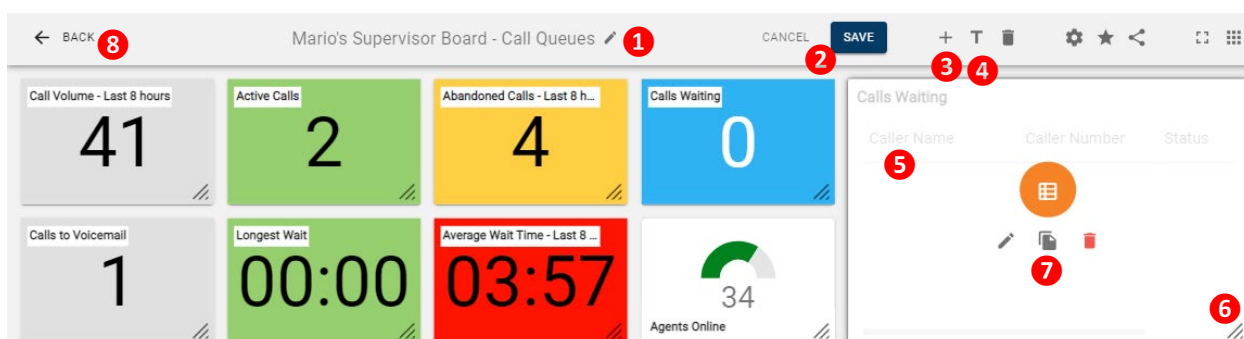 BACK
8
Mario's Supervisor Board - Call Queues
1
CANCEL
2
SAVE
3
4
Call Volume - Last 8 hours
41
Active Calls
2
Abandoned Calls - Last 8 h...
4
Calls Waiting
0
Calls Waiting
Caller Name
Caller Number
Status
5
Calls to Voicemail
1
Longest Wait
00:00
Average Wait Time - Last 8 ...
03:57
34
Agents Online
7
6